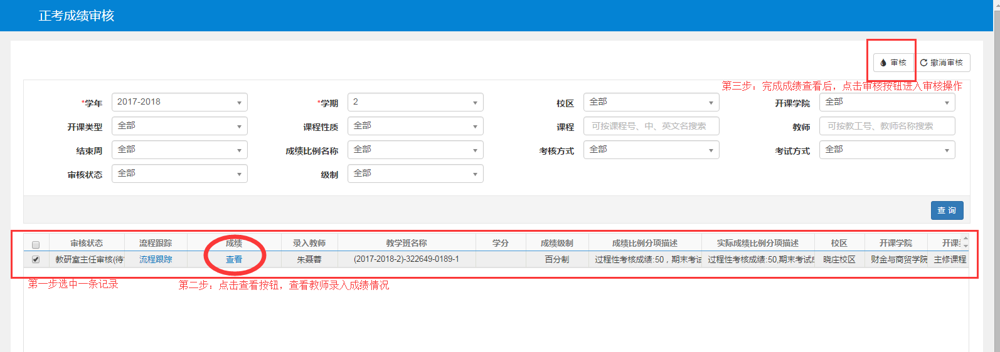 正考成绩审核
审核 撤消审核
第三步：完成成绩查看后，点击审核按钮进入审核操作
*学年 2017-2018 *学期 2 校区 全部 开课学院 全部
开课类型 全部 课程性质 全部 课程 可按课程号、中、英文名搜索 教师 可按教工号、教师名称搜索
结束周 全部 成绩比例名称 全部 考核方式 全部 考试方式 全部
审核状态 全部 级制 全部
查 询
审核状态 流程跟踪 成绩 录入教师 教学班名称 学分 成绩级制 成绩比例分项描述 实际成绩比例分项描述 校区 开课学院 开课
教研室主任审核(待 流程跟踪 查看 朱聂蓉 (2017-2018-2)-322649-0189-1 百分制 过程性考核成绩:50，期末考试 过程性考核成绩:50,期末考试 晓庄校区 财金与商贸学院 主修课程
第一步选中一条记录 第二步：点击查看按钮，查看教师录入成绩情况